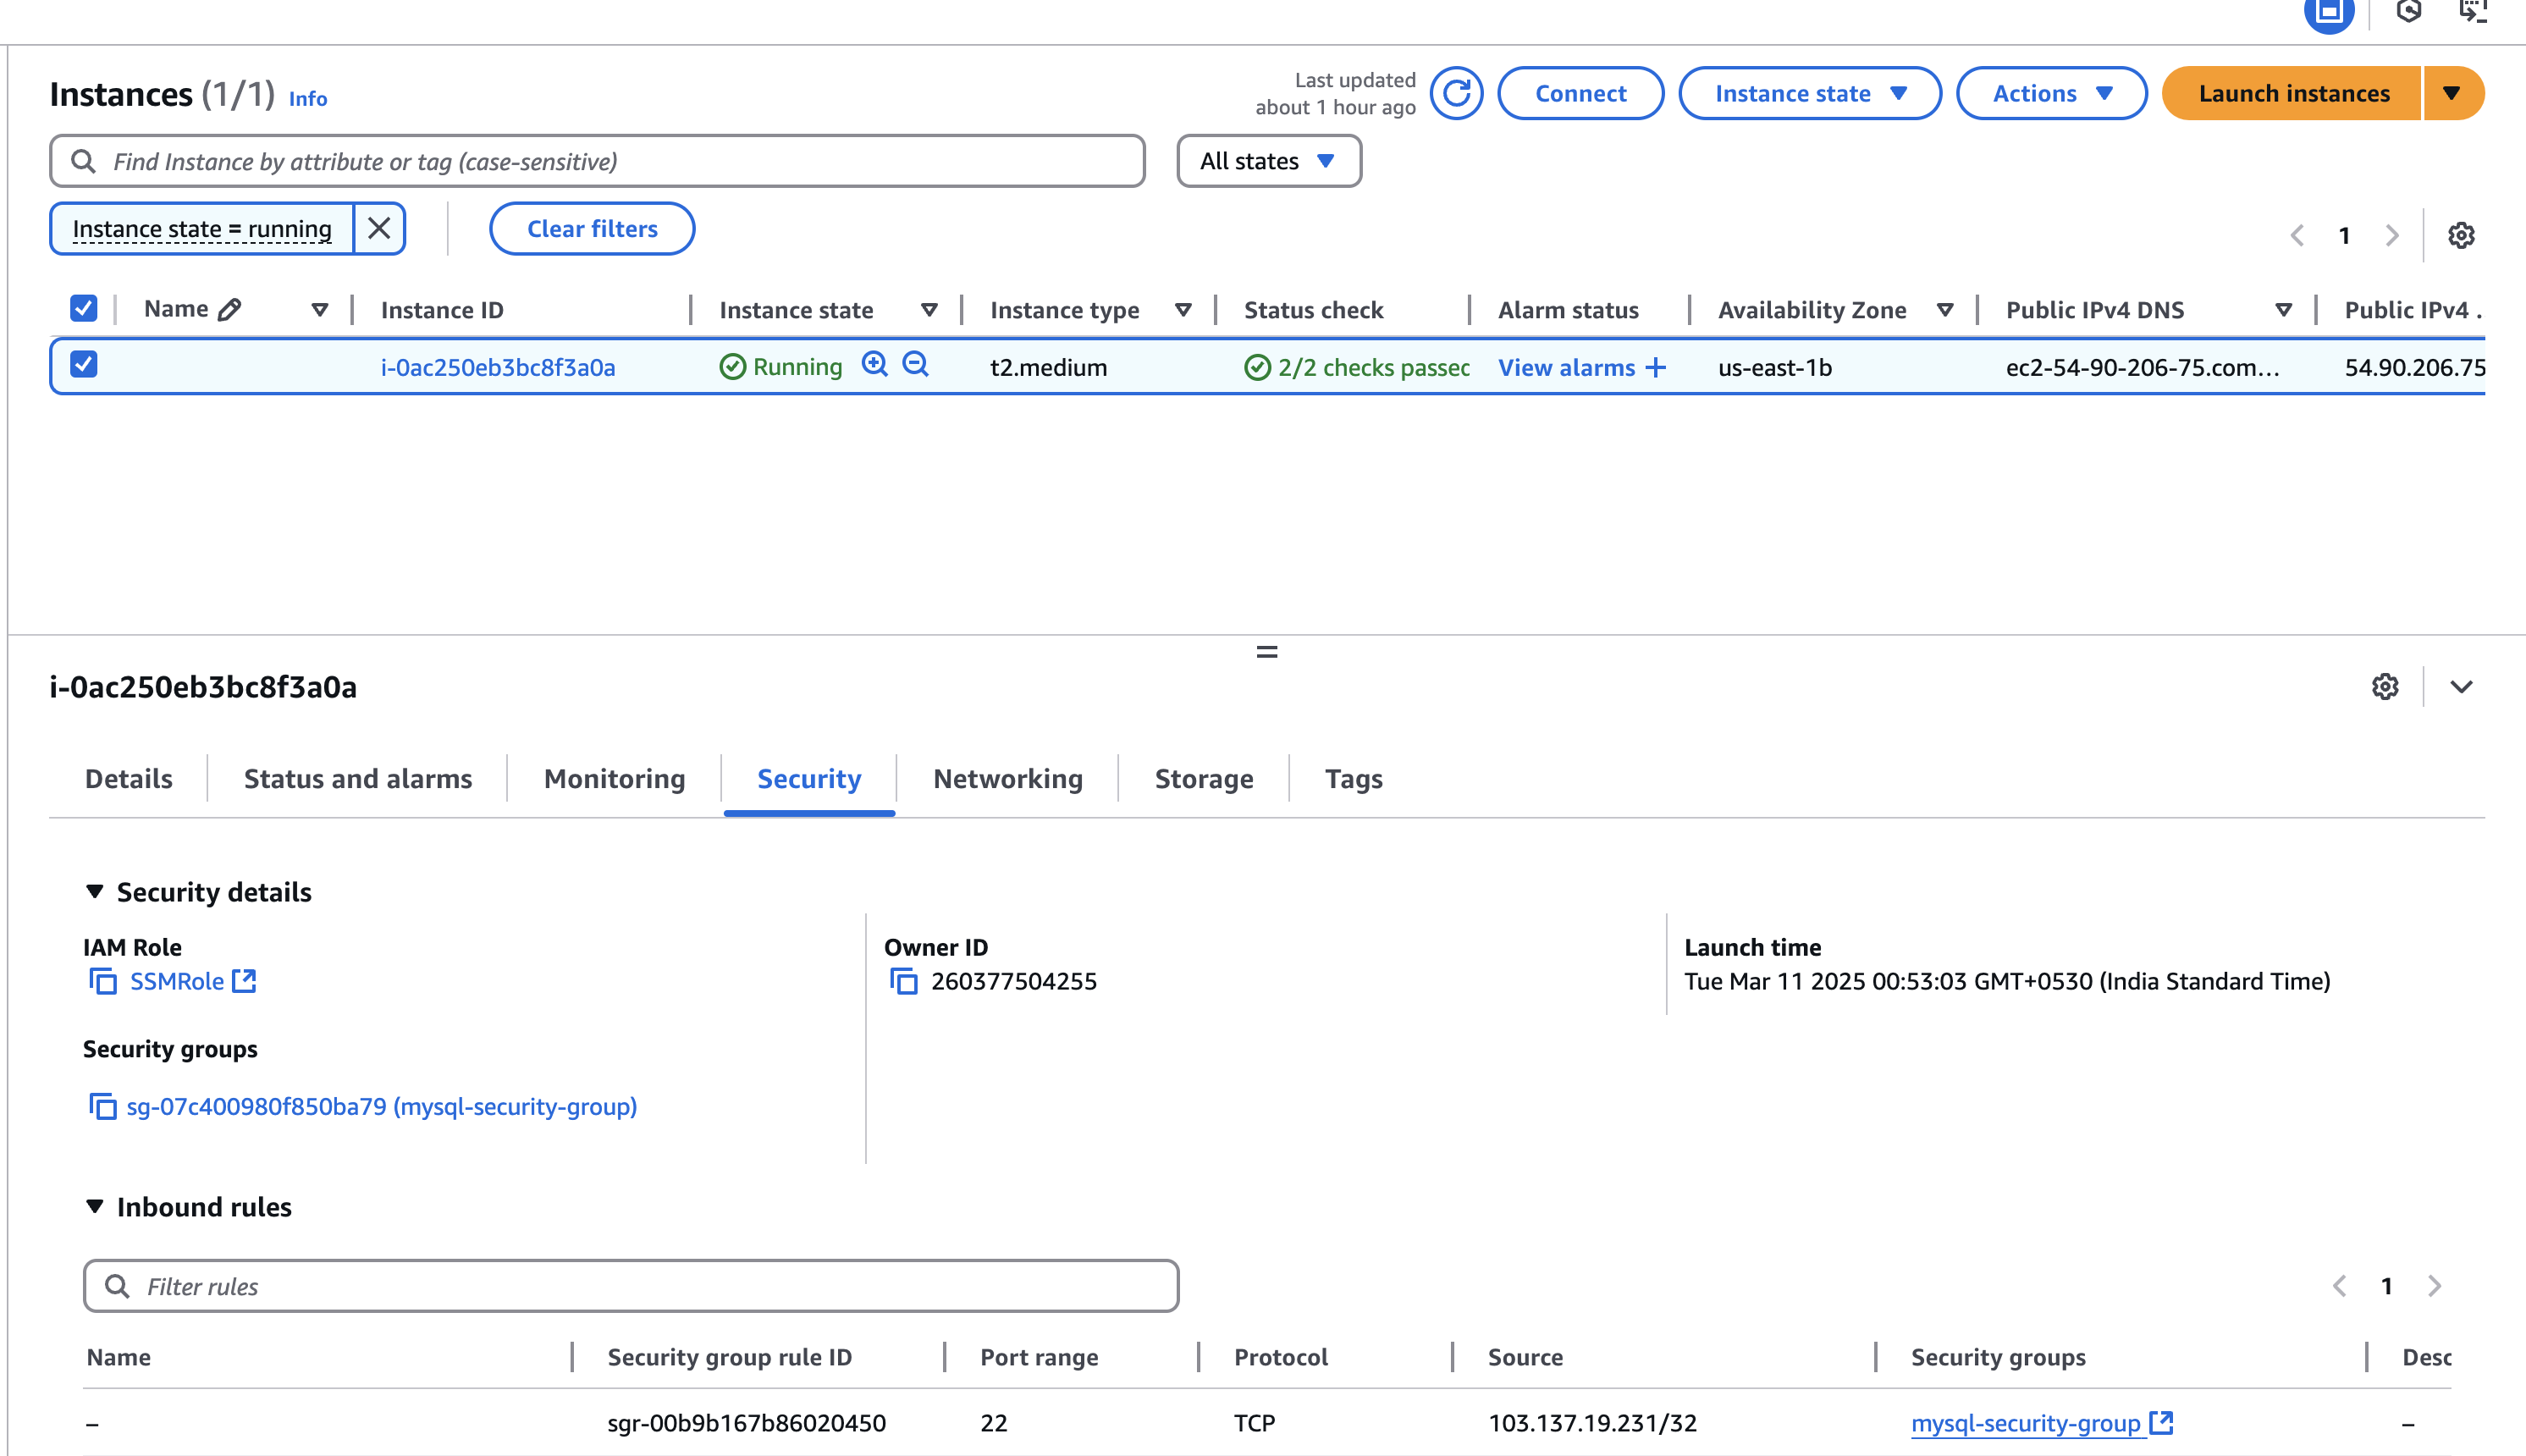 Instances (1/1) Info
Last updated
about 1 hour ago
Connect
Instance state
Actions
Launch instances
Find Instance by attribute or tag (case-sensitive)
All states
Instance state = running
Clear filters
1
Name Instance ID Instance state Instance type Status check Alarm status Availability Zone Public IPv4 DNS Public IPv4 .
i-0ac250eb3bc8f3a0a Running t2.medium 2/2 checks passec View alarms + us-east-1b ec2-54-90-206-75.com... 54.90.206.75
i-0ac250eb3bc8f3a0a
Details Status and alarms Monitoring Security Networking Storage Tags
Security details
IAM Role Owner ID Launch time
SSMRole 260377504255 Tue Mar 11 2025 00:53:03 GMT+0530 (India Standard Time)
Security groups
sg-07c400980f850ba79 (mysql-security-group)
Inbound rules
Filter rules
1
Name Security group rule ID Port range Protocol Source Security groups Desc
– sgr-00b9b167b86020450 22 TCP 103.137.19.231/32 mysql-security-group –